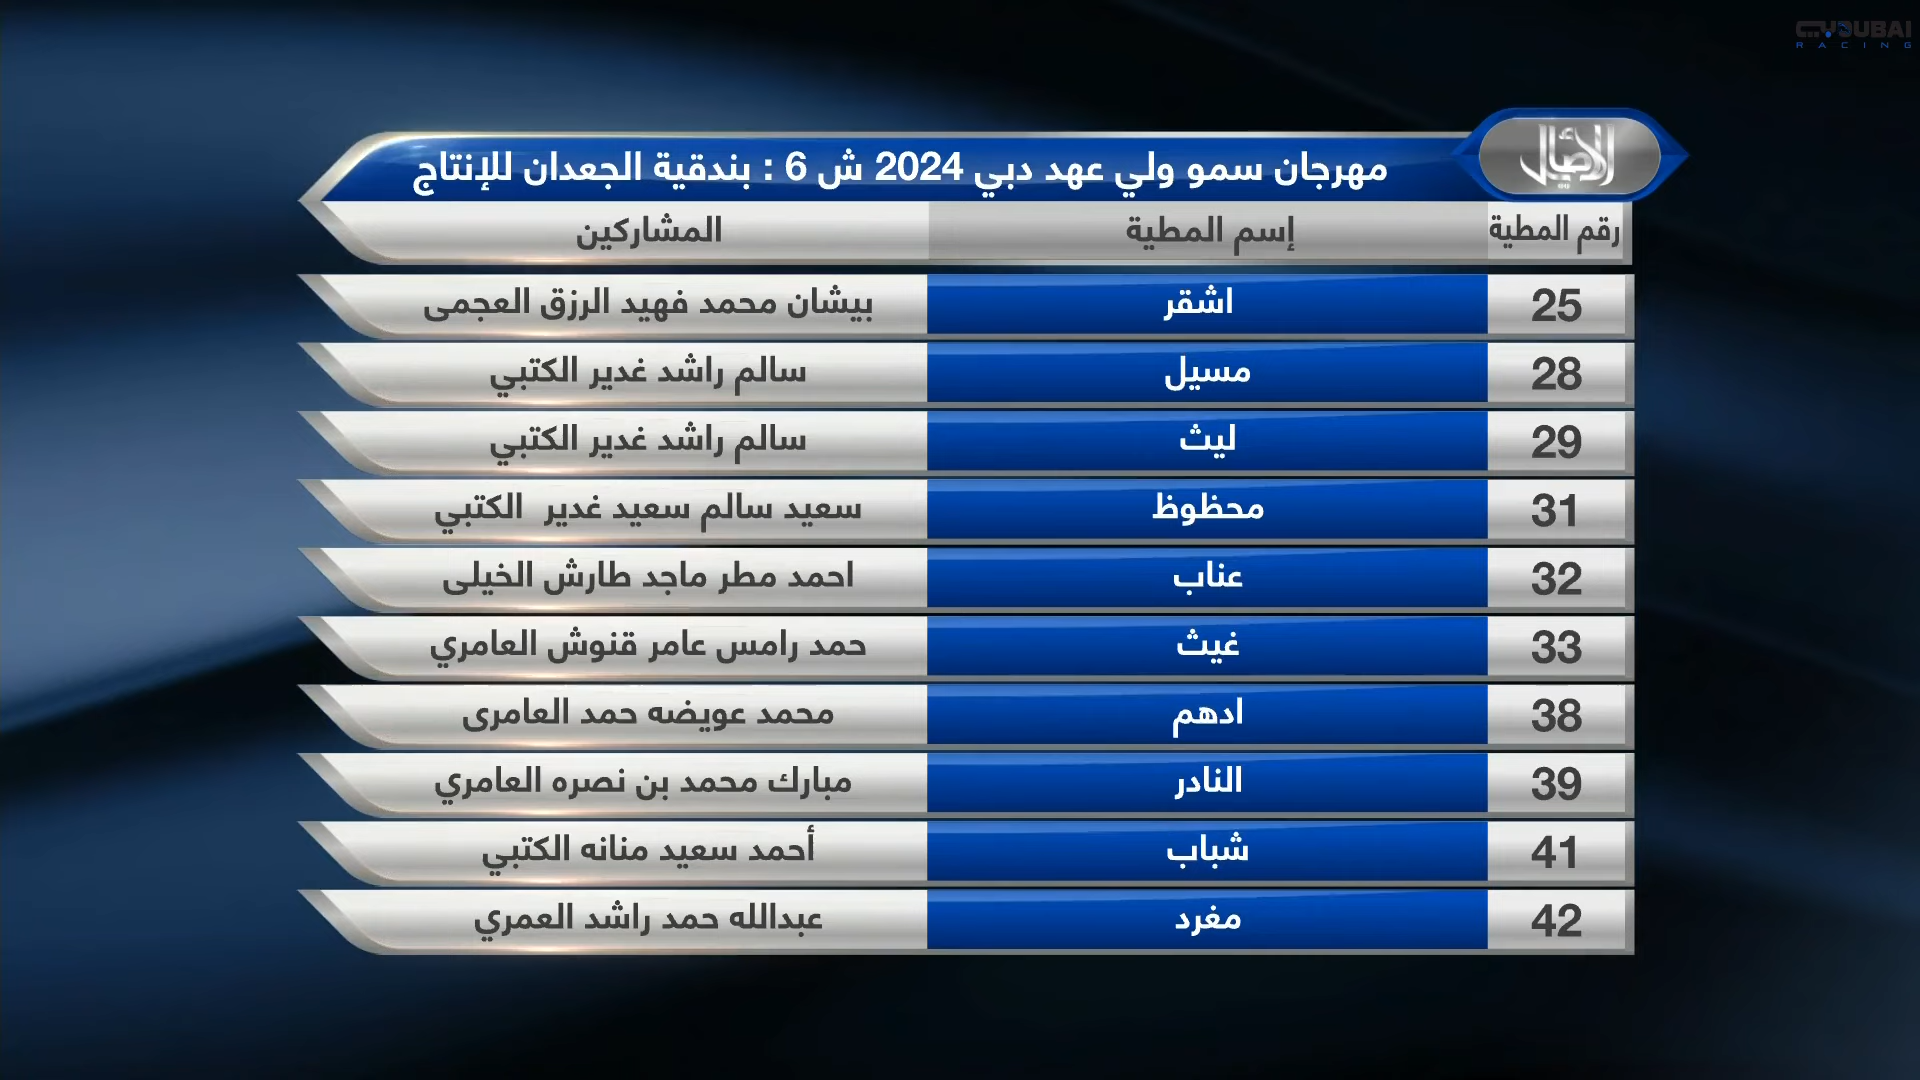 DUBAI
RACING
الأصايل
مهرجان سمو ولي عهد دبي 2024 ش 6 : بندقية الجعدان للإنتاج
رقم المطية إسم المطية المشاركين
25 اشقر بيشان محمد فهيد الرزق العجمى
28 مسيل سالم راشد غدير الكتبي
29 ليث سالم راشد غدير الكتبي
31 محظوظ سعيد سالم سعيد غدير الكتبي
32 عناب احمد مطر ماجد طارش الخيلى
33 غيث حمد رامس عامر قنوش العامري
38 ادهم محمد عويضه حمد العامرى
39 النادر مبارك محمد بن نصره العامري
41 شباب أحمد سعيد منانه الكتبي
42 مغرد عبدالله حمد راشد العمري